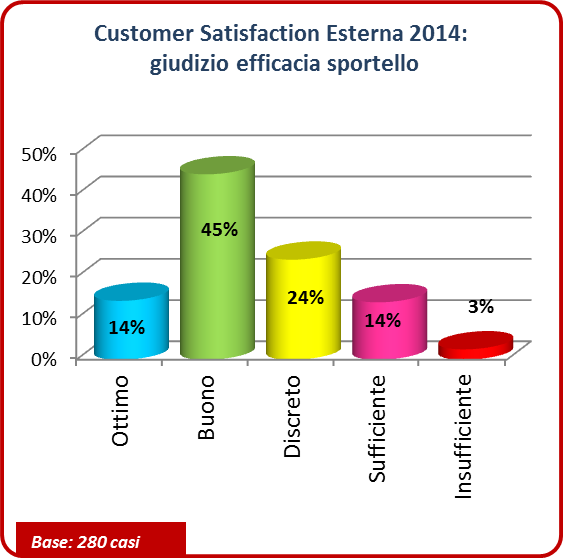 Customer Satisfaction Esterna 2014:
giudizio efficacia sportello
50%
40%
30%
20%
10%
0%
14%
45%
24%
14%
3%
Ottimo
Buono
Discreto
Sufficiente
Insufficiente
Base: 280 casi